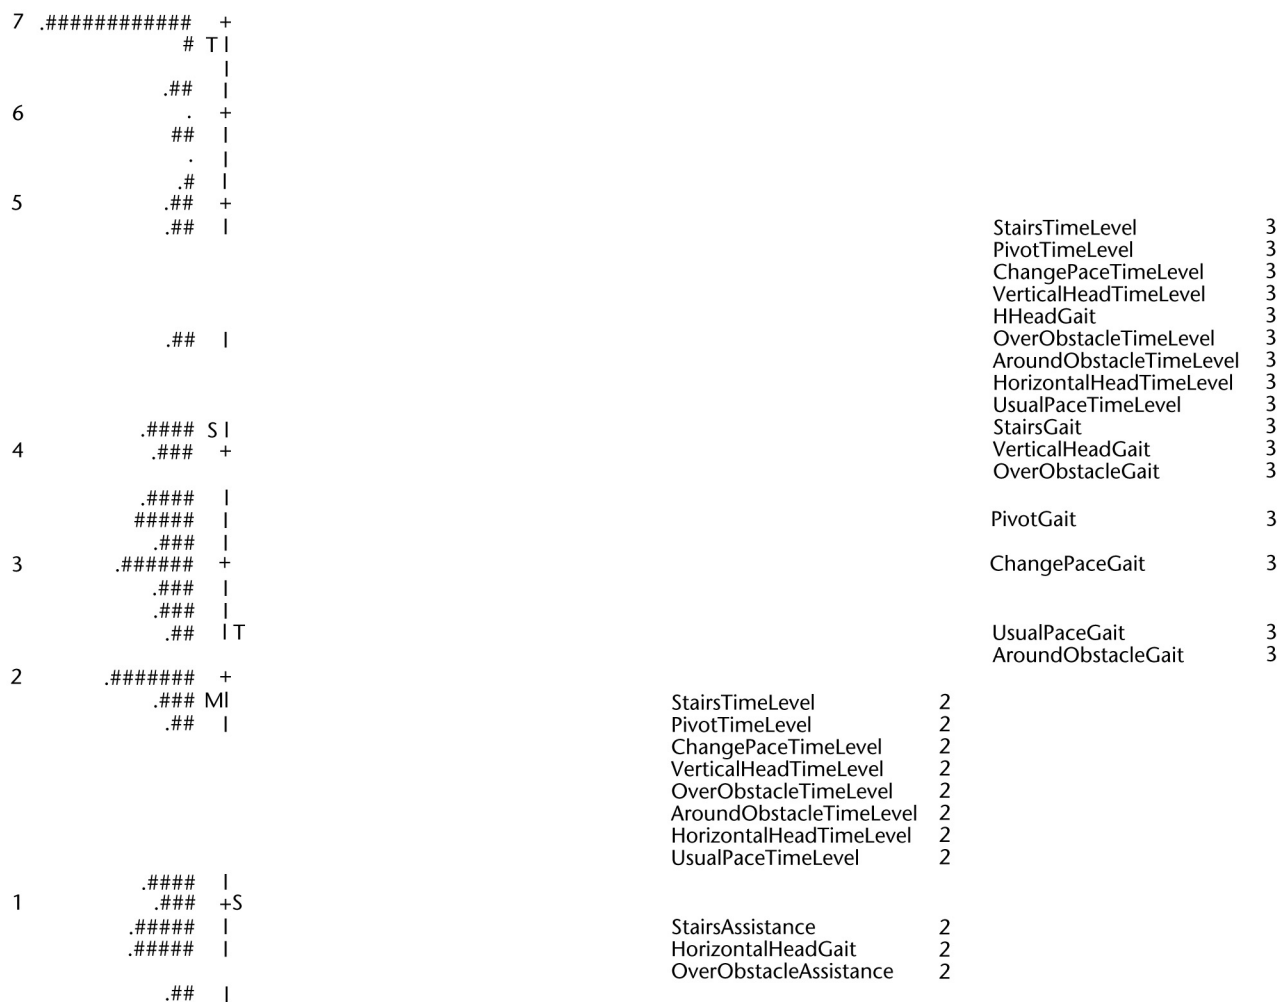 7 .############ +
# T|
|
.## |
6 . +
## |
. |
.# |
5 .## +
.## | StairsTimeLevel 3
PivotTimeLevel 3
ChangePaceTimeLevel 3
VerticalHeadTimeLevel 3
HHeadGait 3
.## | OverObstacleTimeLevel 3
AroundObstacleTimeLevel 3
HorizontalHeadTimeLevel 3
UsualPaceTimeLevel 3
.#### S| StairsGait 3
4 .### + VerticalHeadGait 3
OverObstacleGait 3
.#### |
##### | PivotGait 3
.### |
3 .###### + ChangePaceGait 3
.### |
.### |
.## |T UsualPaceGait 3
AroundObstacleGait 3
2 .####### +
.### M| StairsTimeLevel 2
.## | PivotTimeLevel 2
ChangePaceTimeLevel 2
VerticalHeadTimeLevel 2
OverObstacleTimeLevel 2
AroundObstacleTimeLevel 2
HorizontalHeadTimeLevel 2
UsualPaceTimeLevel 2
.#### |
1 .### +S
.##### | StairsAssistance 2
.##### | HorizontalHeadGait 2
OverObstacleAssistance 2
.## |